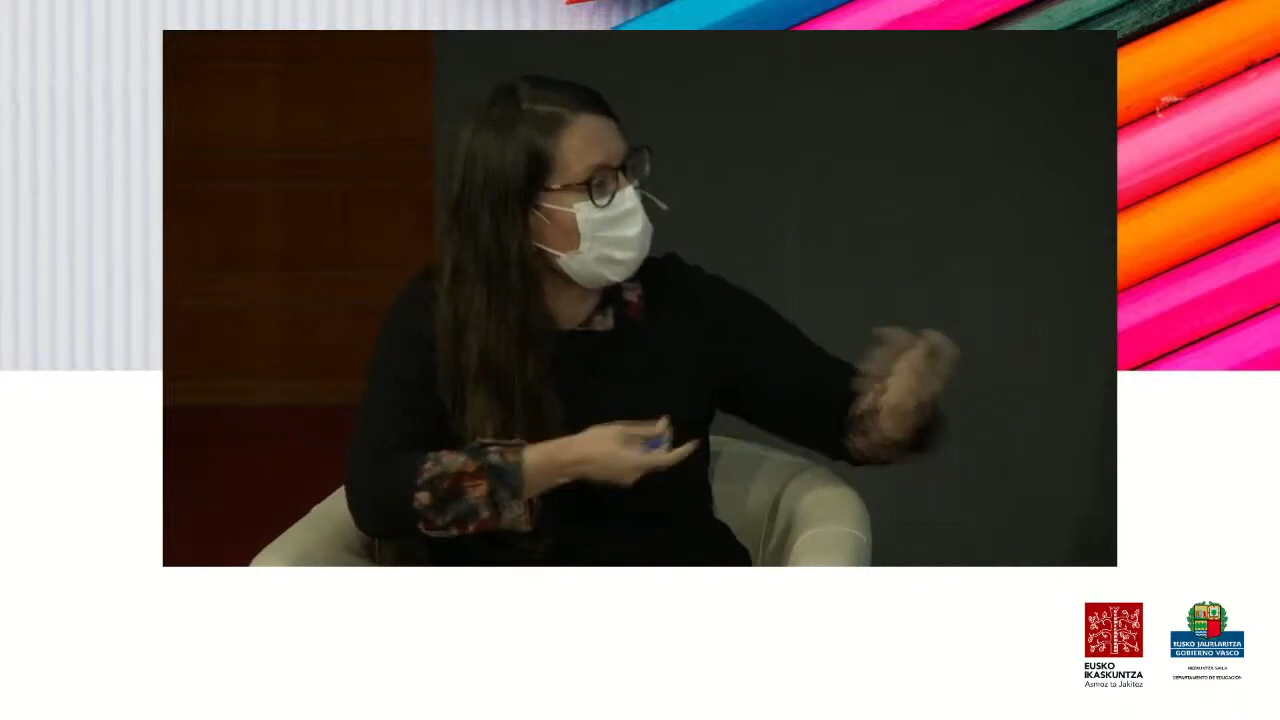 EUSKO
IKASKUNTZA
Asmoz ta Jakitez
EUSKO JAURLARITZA
GOBIERNO VASCO
HEZKUNTZA SAILA
DEPARTAMENTO DE EDUCACIÓN